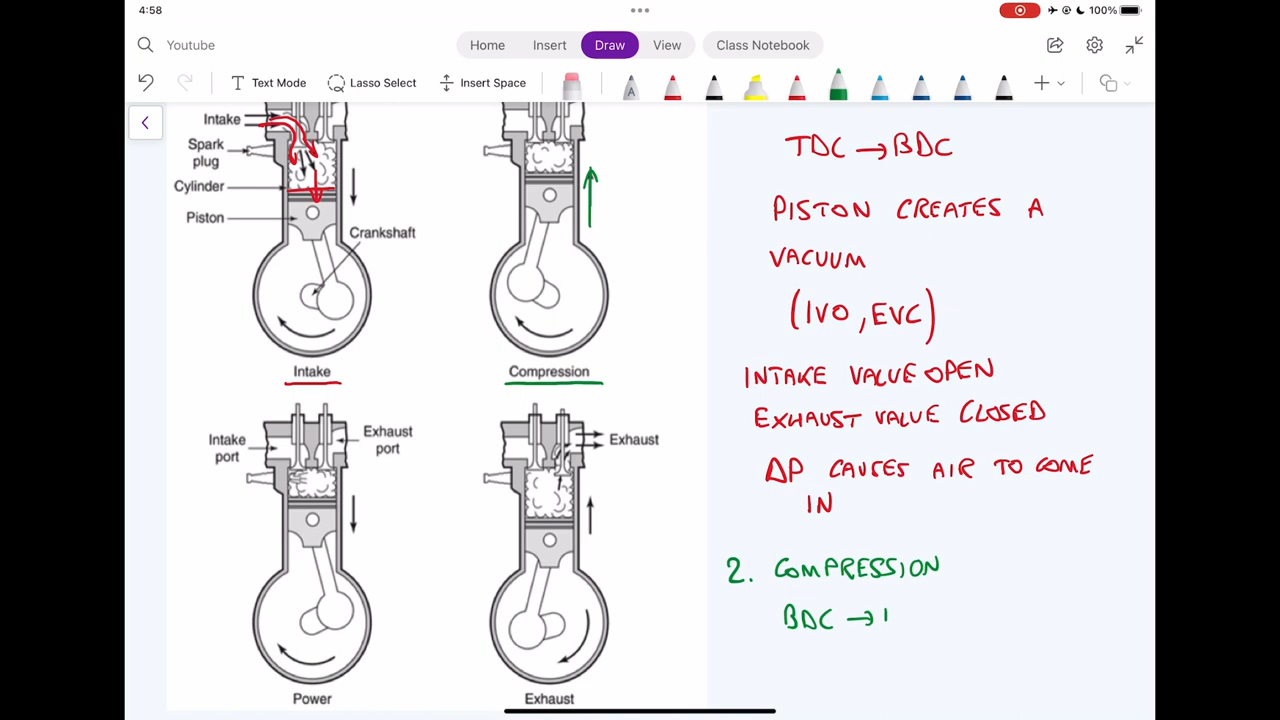 4:58
100%
Youtube
Home Insert Draw View Class Notebook
Text Mode Lasso Select Insert Space
A
Intake
Spark
plug
Cylinder
Piston
Crankshaft
Intake
Compression
Intake
port
Exhaust
port
Exhaust
Power
Exhaust
TDC → BDC
PISTON CREATES A
VACUUM
(IVO, EVC)
INTAKE VALUE OPEN
EXHAUST VALUE CLOSED
ΔP CAUSES AIR TO COME
IN
2. COMPRESSION
BDC →